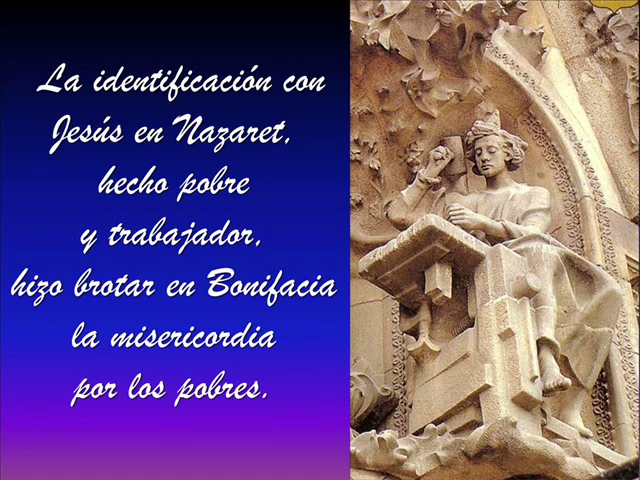 La identificación con
Jesús en Nazaret,
hecho pobre
y trabajador,
hizo brotar en Bonifacia
la misericordia
por los pobres.